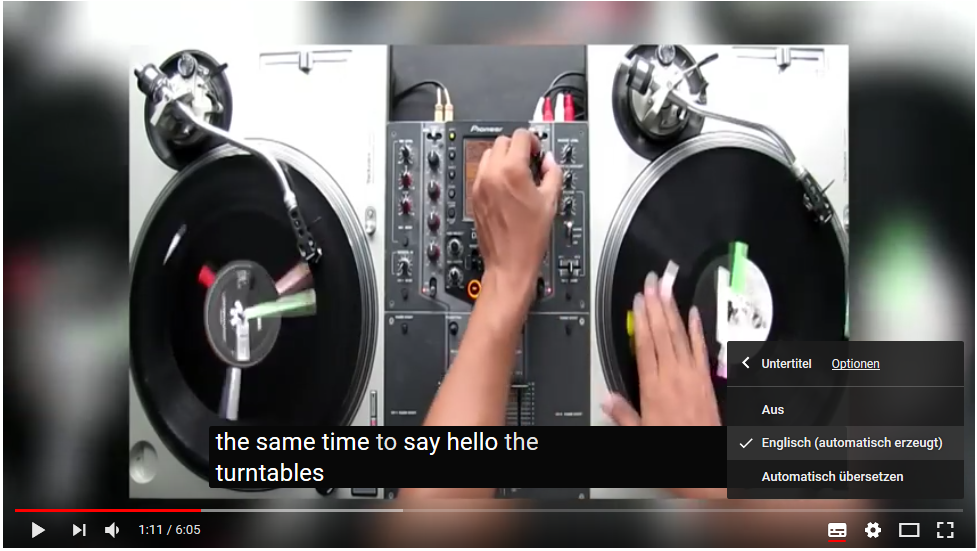 Pioneer
Untertitel Optionen
Aus
Englisch (automatisch erzeugt)
Automatisch übersetzen
the same time to say hello the
turntables
1:11 / 6:05